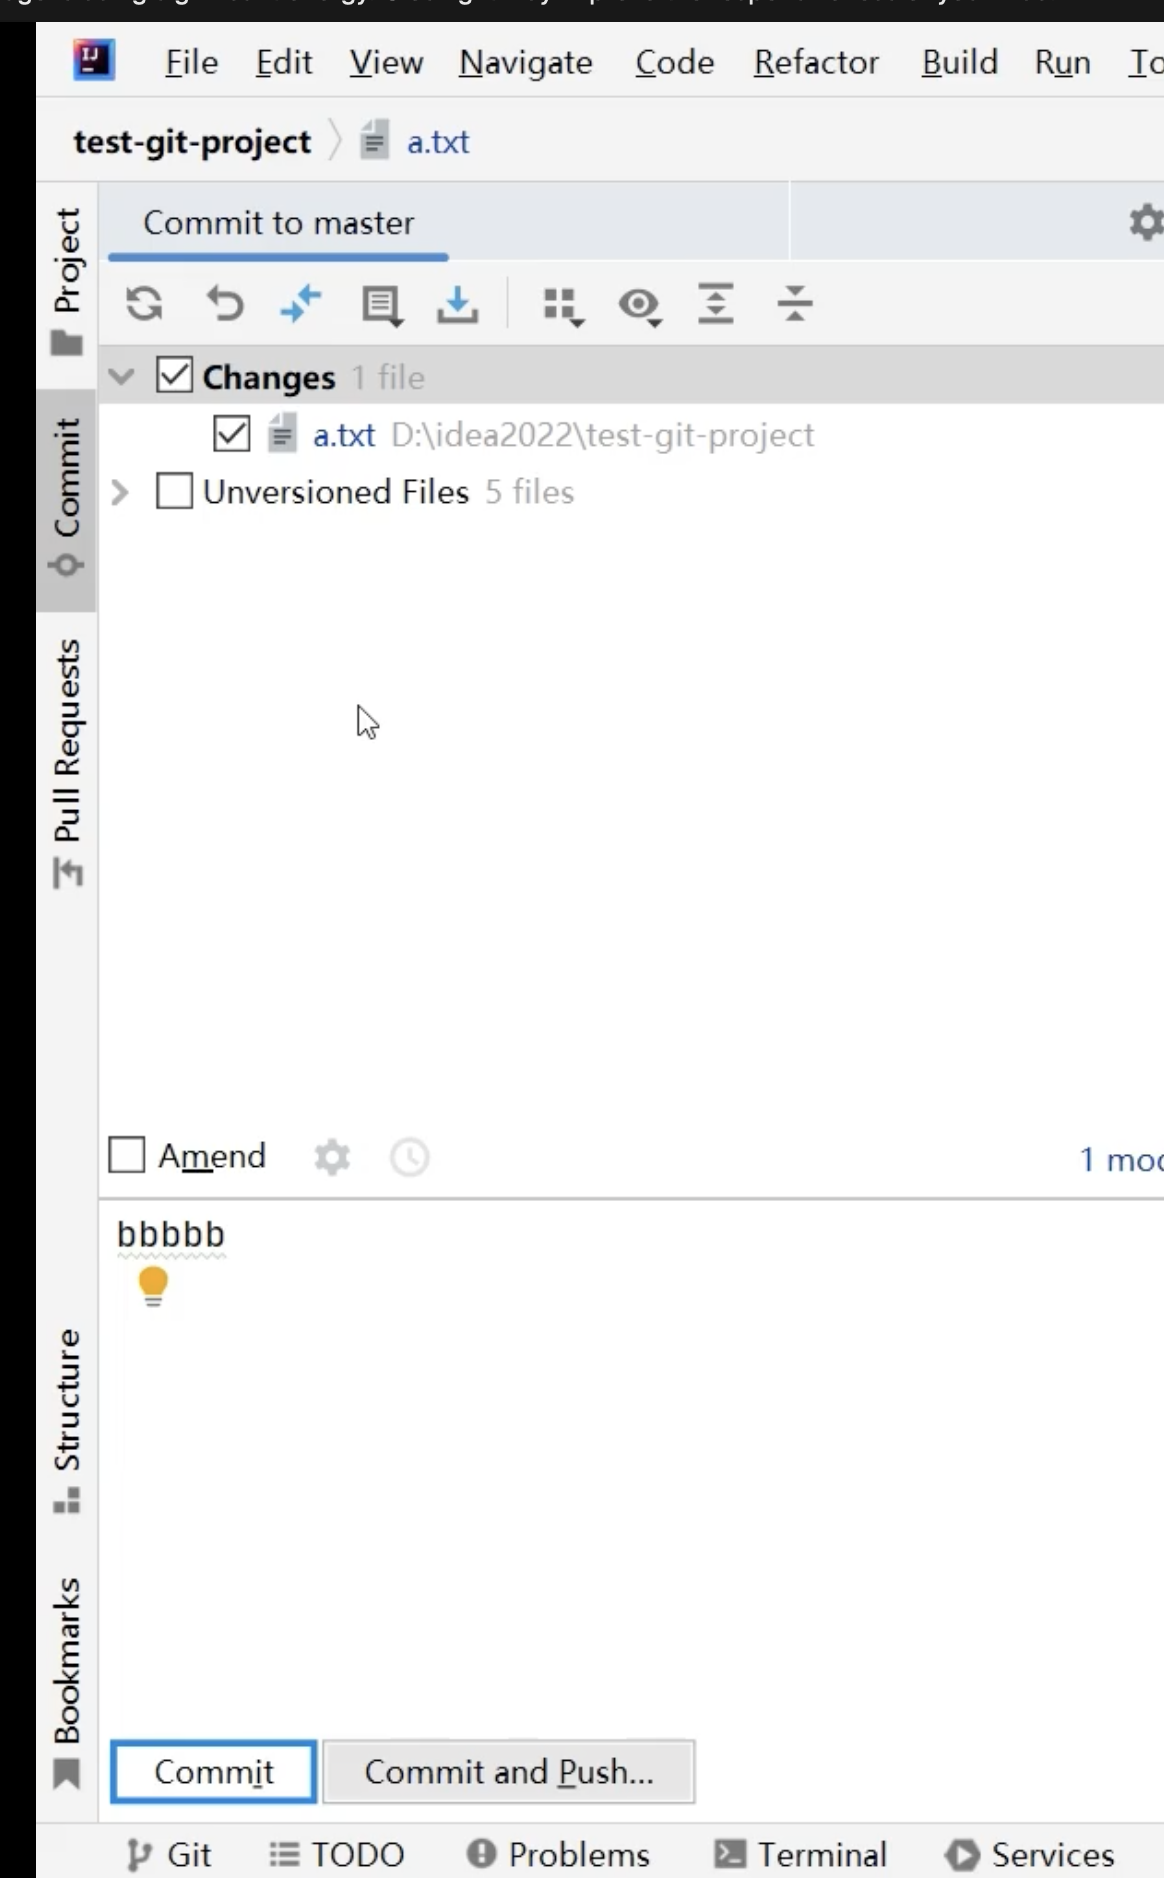 File Edit View Navigate Code Refactor Build Run
test-git-project a.txt
Commit to master
Changes 1 file
a.txt D:\idea2022\test-git-project
Unversioned Files 5 files
Project
Commit
Pull Requests
Amend
1
bbbbb
Structure
Bookmarks
Commit Commit and Push...
Git TODO Problems Terminal Services